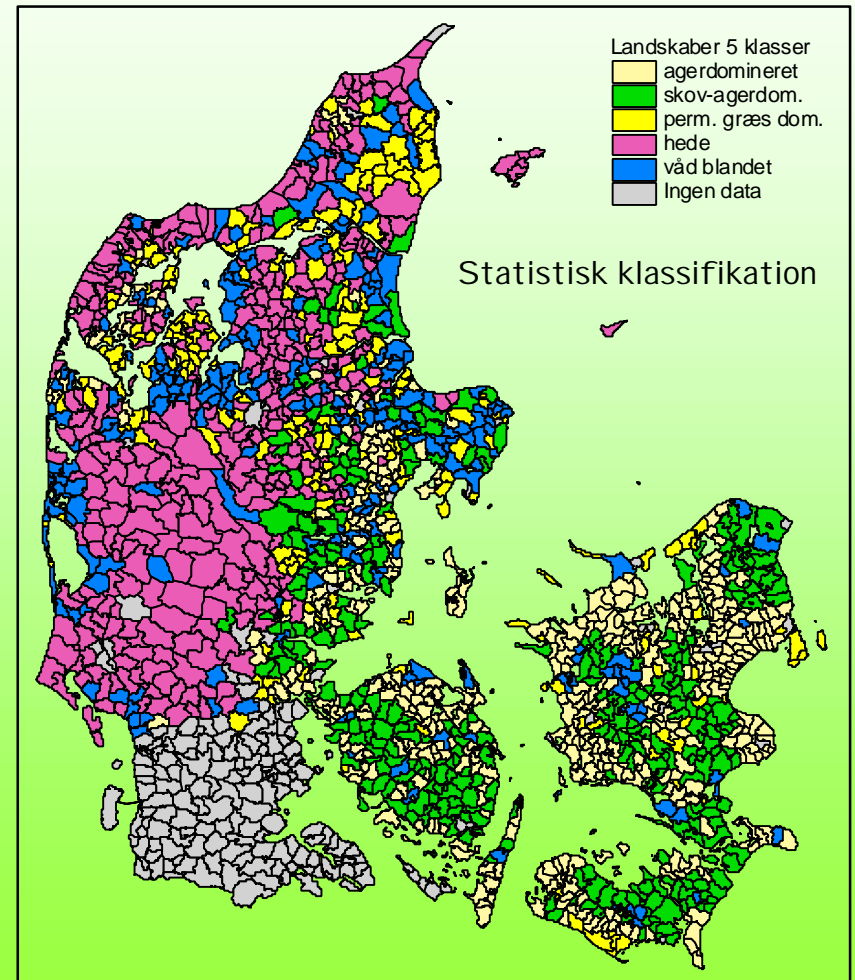 Landskaber 5 klasser
agerdomineret
skov-agerdom.
perm. græs dom.
hede
våd blandet
Ingen data
Statistisk klassifikation